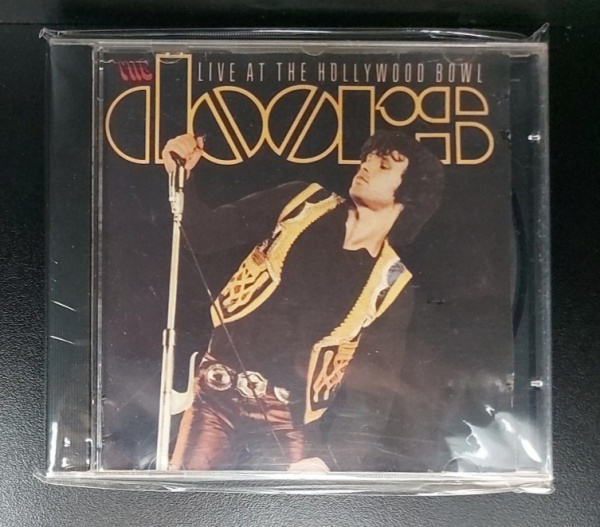 THE
LIVE AT THE HOLLYWOOD BOWL
DOORS